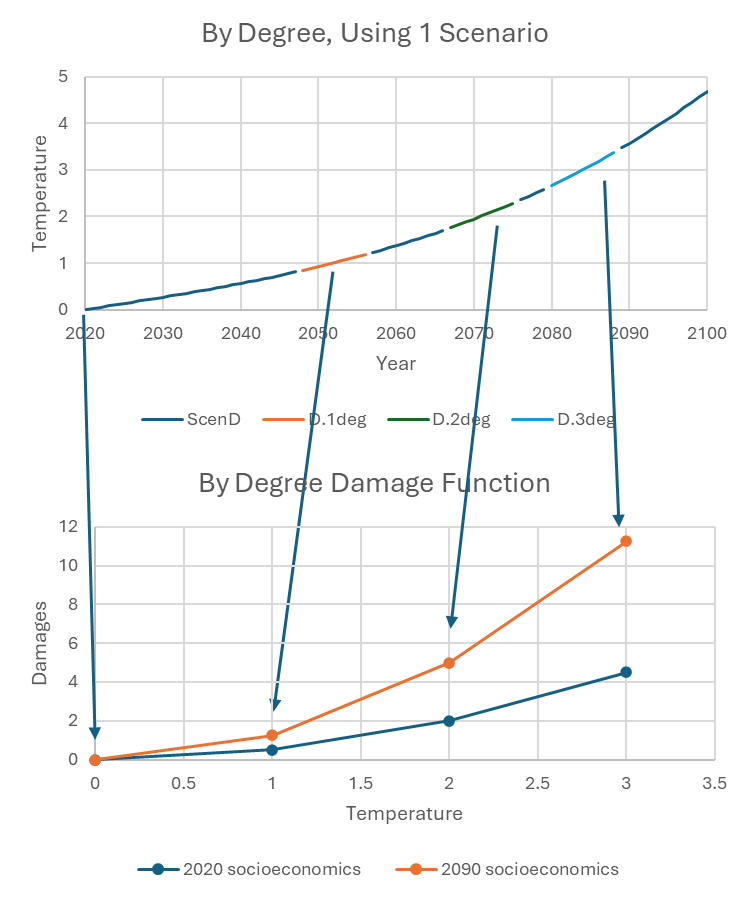 By Degree, Using 1 Scenario
5
4
3
2
1
0
Temperature
2020 2030 2040 2050 2060 2070 2080 2090 2100
Year
ScenD D.1deg D.2deg D.3deg
By Degree Damage Function
12
10
8
6
4
2
0
Damages
0 0.5 1 1.5 2 2.5 3 3.5
Temperature
2020 socioeconomics 2090 socioeconomics